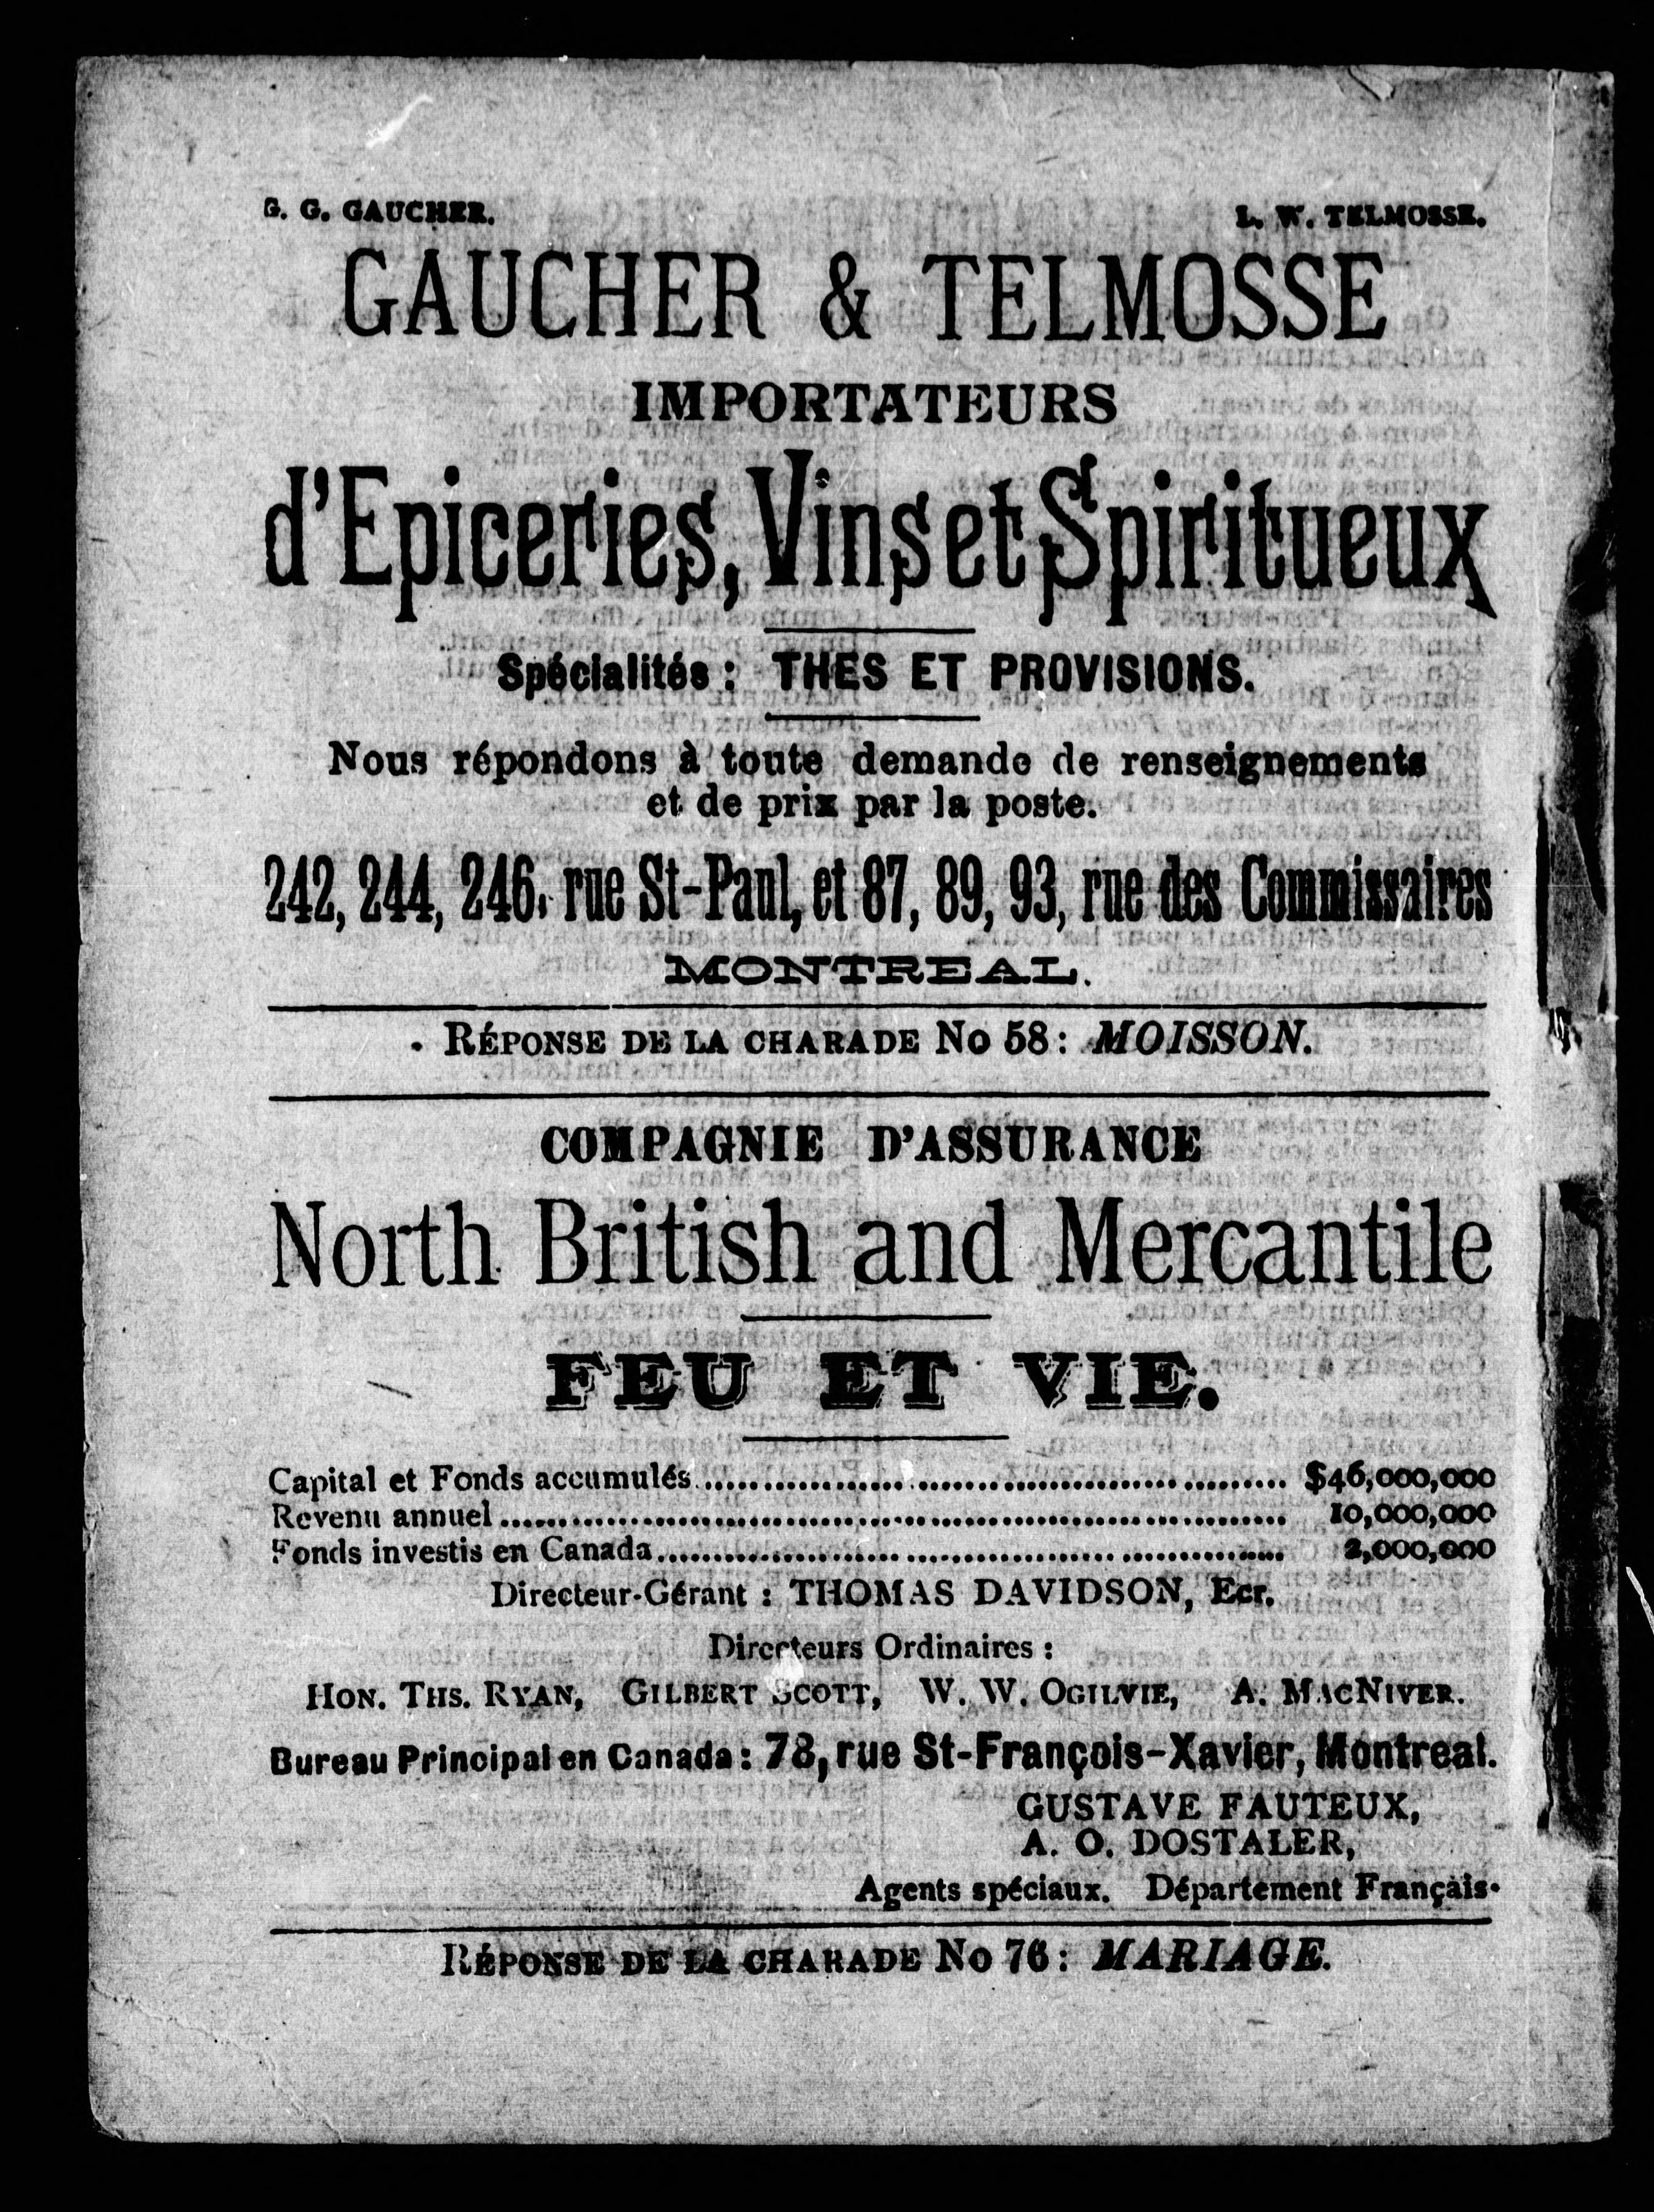 G. G. GAUCHER. L. W. TELMOSSE.
GAUCHER & TELMOSSE
IMPORTATEURS
d'Epiceries, Vins et Spiritueux
Spécialités : THES ET PROVISIONS.
Nous répondons à toute demande de renseignements
et de prix par la poste.
242, 244, 246, rue St-Paul, et 87, 89, 93, rue des Commissaires
MONTREAL.
RÉPONSE DE LA CHARADE No 58 : MOISSON.
COMPAGNIE D'ASSURANCE
North British and Mercantile
FEU ET VIE.
Capital et Fonds accumulés........ $46,000,000
Revenu annuel........ 10,000,000
Fonds investis en Canada........ 2,000,000
Directeur-Gérant : THOMAS DAVIDSON, Ecr.
Directeurs Ordinaires :
HON. THS. RYAN, GILBERT SCOTT, W. W. OGILVIE, A. MACNIVER.
Bureau Principal en Canada : 78, rue St-François-Xavier, Montreal.
GUSTAVE FAUTEUX,
A. O. DOSTALER,
Agents spéciaux. Département Français.
RÉPONSE DE LA CHARADE No 76 : MARIAGE.